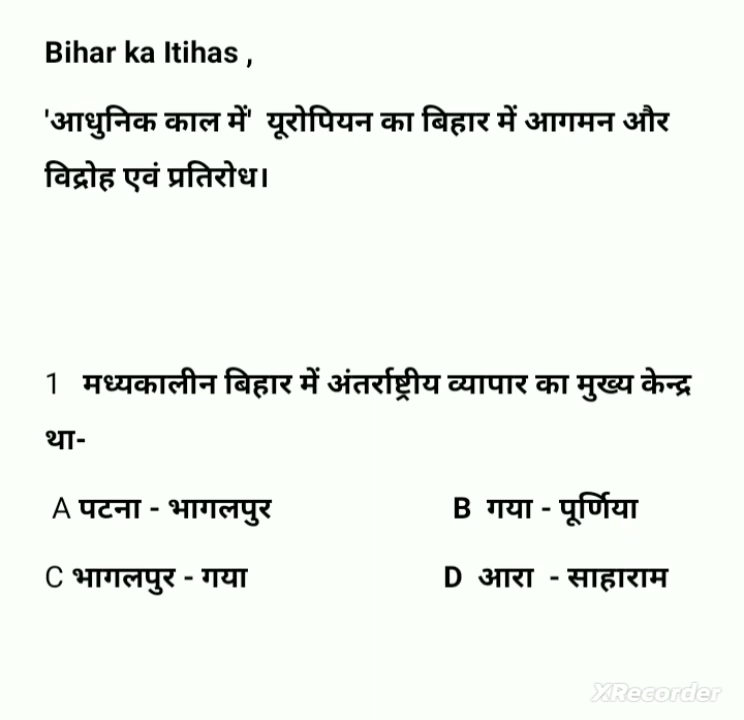 Bihar ka Itihas ,
'आधुनिक काल में' यूरोपियन का बिहार में आगमन और
विद्रोह एवं प्रतिरोध।
1 मध्यकालीन बिहार में अंतर्राष्ट्रीय व्यापार का मुख्य केन्द्र
था-
A पटना - भागलपुर B गया - पूर्णिया
C भागलपुर - गया D आरा - साहाराम
XRecorder